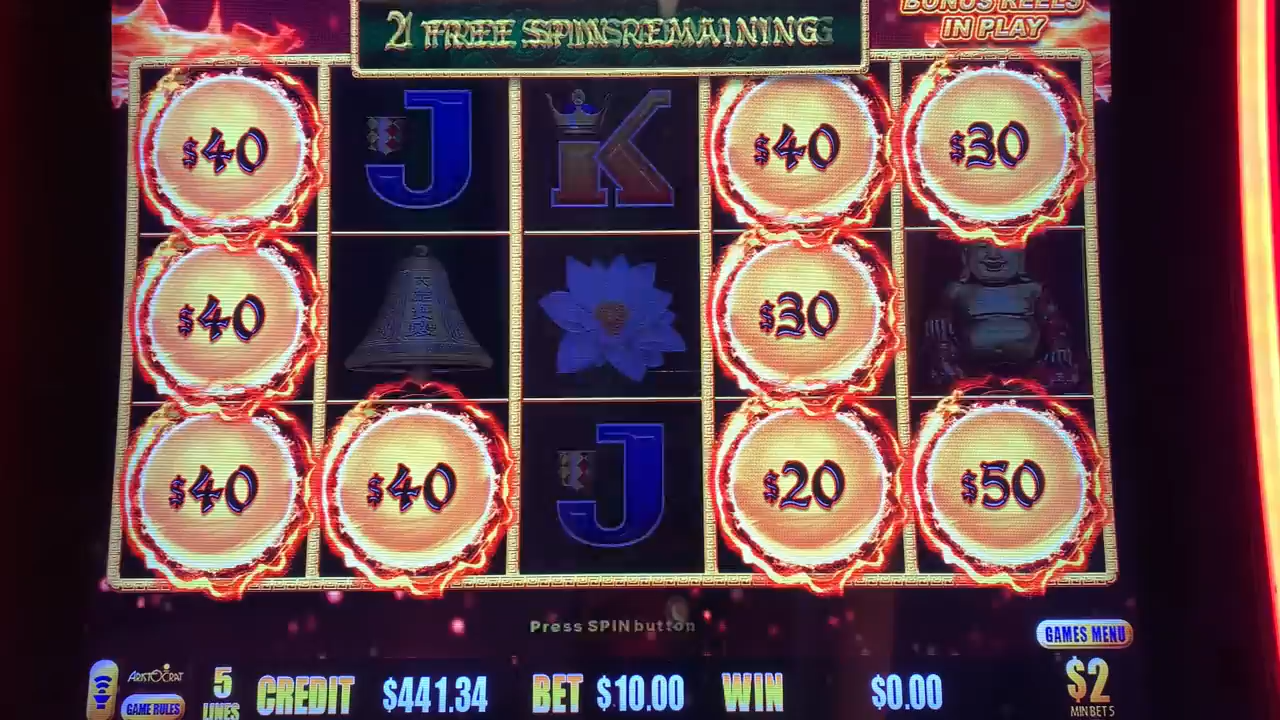 FREE SPINS REMAINING
BONUS REELS
IN PLAY
$40
J
K
$40
$30
$40
$30
$40
$40
J
$20
$50
Press SPIN button
GAMES MENU
ARISTOCRAT
GAME RULES
5
LINES
CREDIT $441.34
BET $10.00
WIN $0.00
$2
MIN BET 5